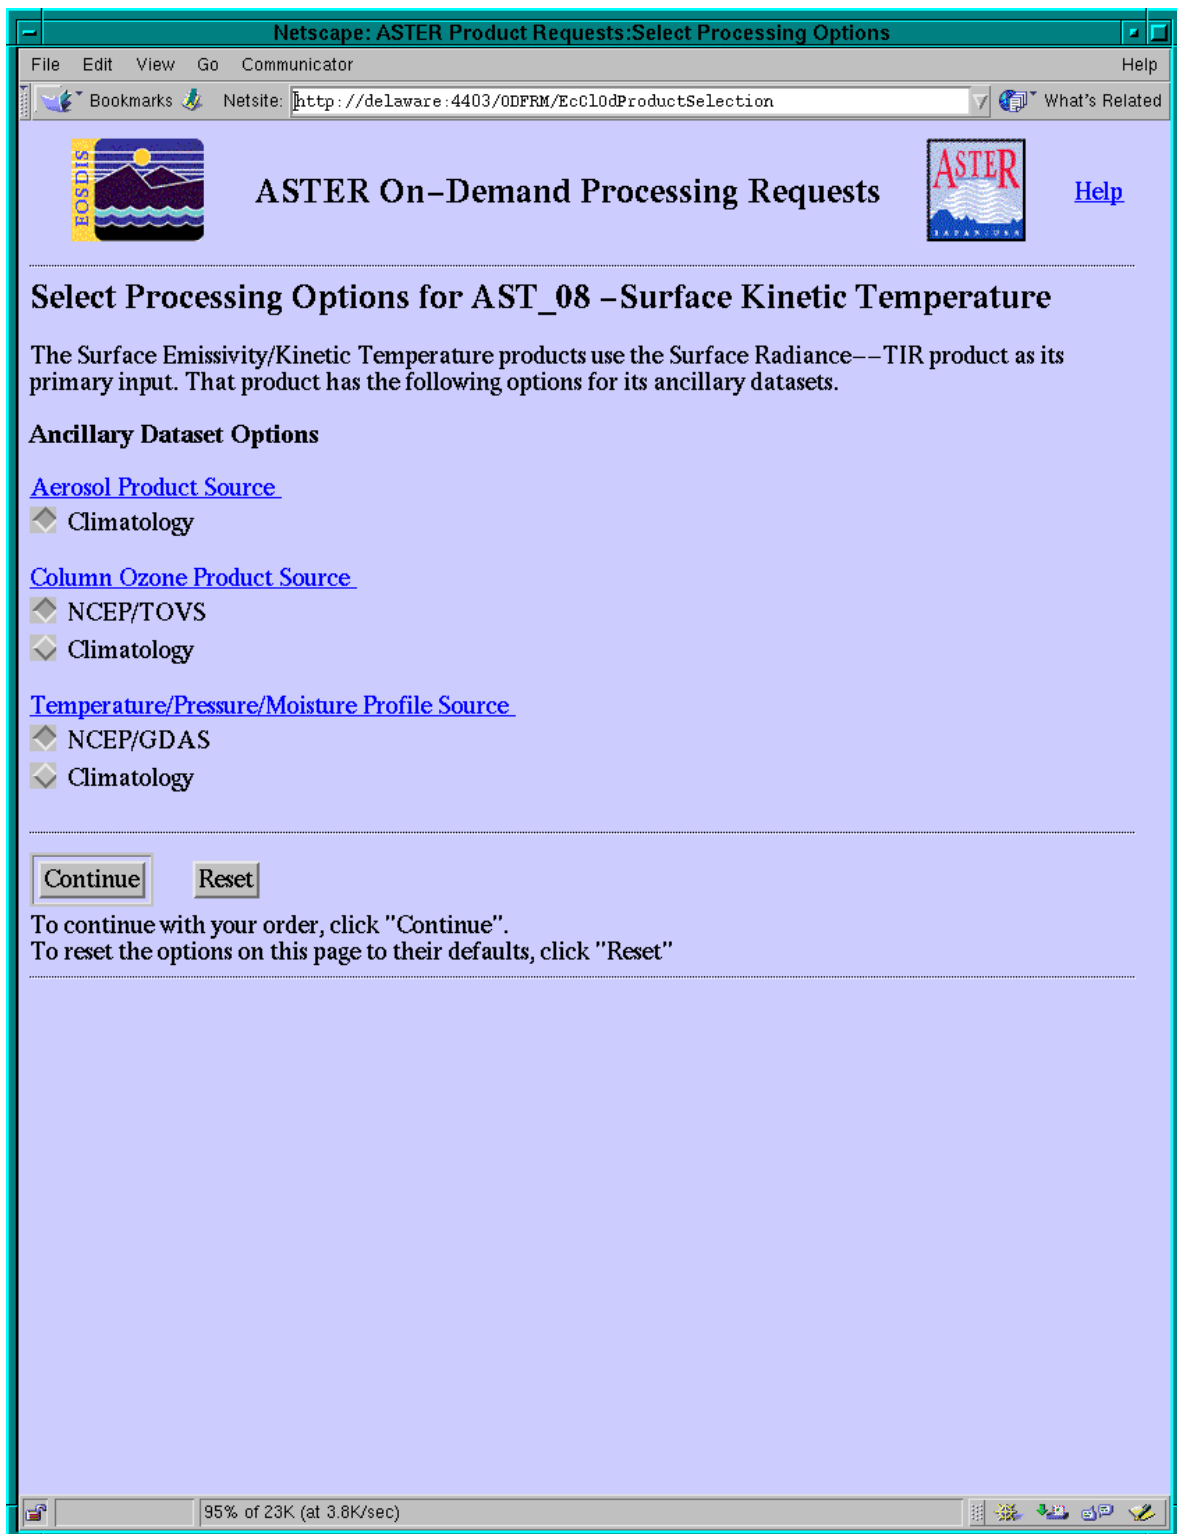 Netscape: ASTER Product Requests:Select Processing Options
File Edit View Go Communicator Help
Bookmarks Netsite: http://delaware:4403/ODFRM/EcClOdProductSelection What's Related
EOSDIS
ASTER On-Demand Processing Requests
ASTER
JAPAN/USA
Help
Select Processing Options for AST_08 -Surface Kinetic Temperature
The Surface Emissivity/Kinetic Temperature products use the Surface Radiance--TIR product as its
primary input. That product has the following options for its ancillary datasets.
Ancillary Dataset Options
Aerosol Product Source
Climatology
Column Ozone Product Source
NCEP/TOVS
Climatology
Temperature/Pressure/Moisture Profile Source
NCEP/GDAS
Climatology
Continue Reset
To continue with your order, click "Continue".
To reset the options on this page to their defaults, click "Reset"
95% of 23K (at 3.8K/sec)